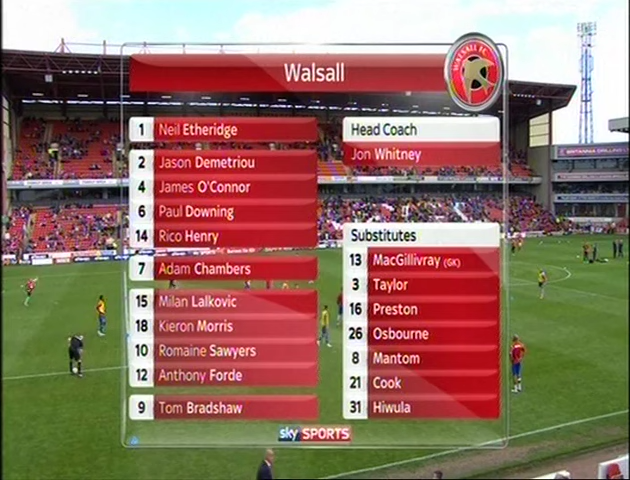 Walsall
WALSALL FC
1 Neil Etheridge
2 Jason Demetriou
4 James O'Connor
6 Paul Downing
14 Rico Henry
7 Adam Chambers
15 Milan Lalkovic
18 Kieron Morris
10 Romaine Sawyers
12 Anthony Forde
9 Tom Bradshaw
Head Coach
Jon Whitney
Substitutes
13 MacGillivray (GK)
3 Taylor
16 Preston
26 Osbourne
8 Mantom
21 Cook
31 Hiwula
sky SPORTS